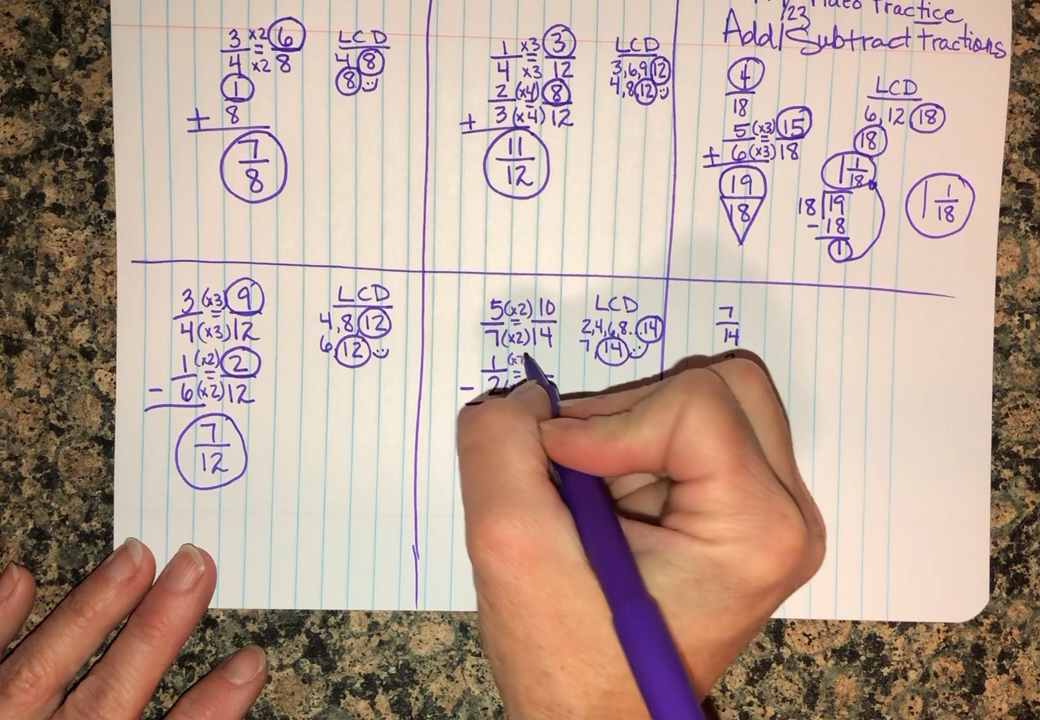 Video Practice
1/23
Add/Subtract Fractions
3 x2 6
4 = x2 8
1
+ 8
7
8
LCD
4, 8
8
1 x3 3
4 = x3 12
2 (x4) 8
+ 3 (x4) = 12
11
12
LCD
3,6,9,12
4,8,12
4
18
5 (x3) 15
+ 6 (x3) = 18
19
18
LCD
6, 12, 18
18
1 1/18
18 19
- 18
1
1 1/18
3 (x3) 9
4 (x3) = 12
1 (x2) 2
- 6 (x2) = 12
7
12
LCD
4,8,12
6,12
5 (x2) 10
7 (x2) = 14
1 (x7
- 2 =
LCD
2,4,6,8..14
7,14
7
14